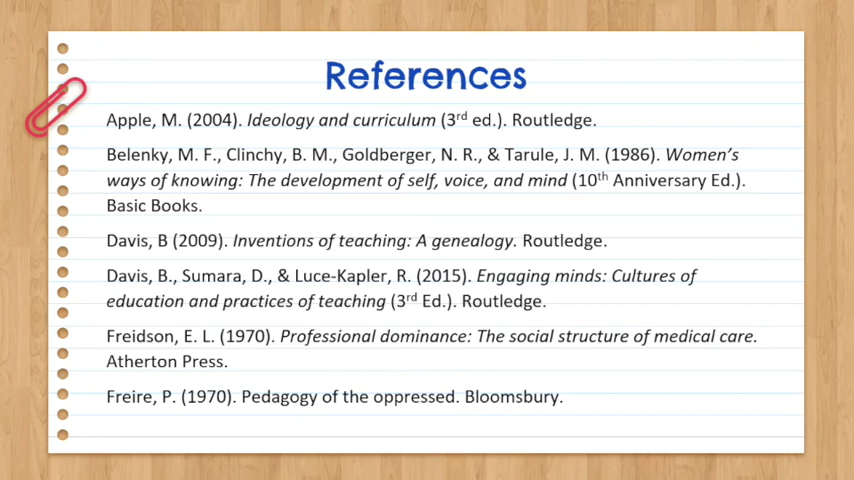 References
Apple, M. (2004). Ideology and curriculum (3rd ed.). Routledge.
Belenky, M. F., Clinchy, B. M., Goldberger, N. R., & Tarule, J. M. (1986). Women's
ways of knowing: The development of self, voice, and mind (10th Anniversary Ed.).
Basic Books.
Davis, B (2009). Inventions of teaching: A genealogy. Routledge.
Davis, B., Sumara, D., & Luce-Kapler, R. (2015). Engaging minds: Cultures of
education and practices of teaching (3rd Ed.). Routledge.
Freidson, E. L. (1970). Professional dominance: The social structure of medical care.
Atherton Press.
Freire, P. (1970). Pedagogy of the oppressed. Bloomsbury.